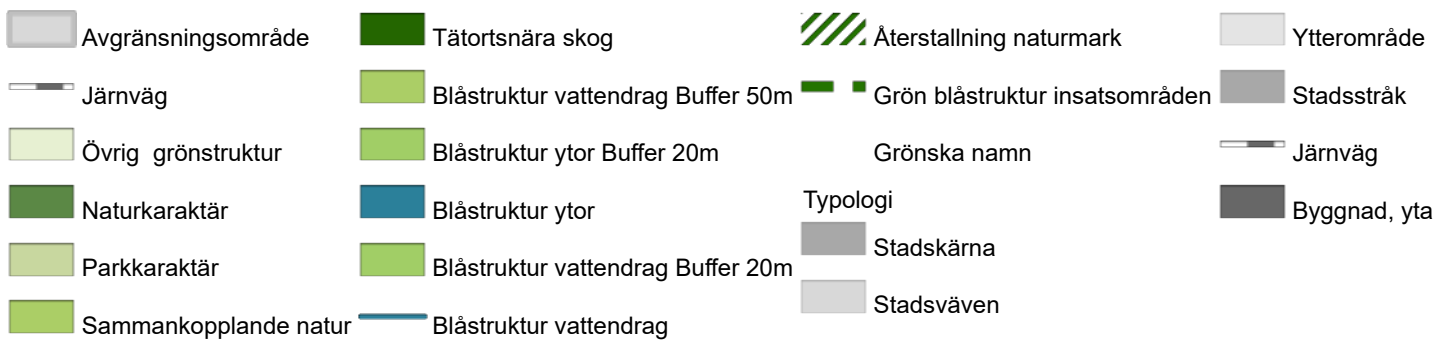 Avgränsningsområde
Järnväg
Övrig grönstruktur
Naturkaraktär
Parkkaraktär
Sammankopplande natur
Tätortsnära skog
Blåstruktur vattendrag Buffer 50m
Blåstruktur ytor Buffer 20m
Blåstruktur ytor
Blåstruktur vattendrag Buffer 20m
Blåstruktur vattendrag
Återstallning naturmark
Grön blåstruktur insatsområden
Grönska namn
Typologi
Stadskärna
Stadsväven
Ytterområde
Stadsstråk
Järnväg
Byggnad, yta